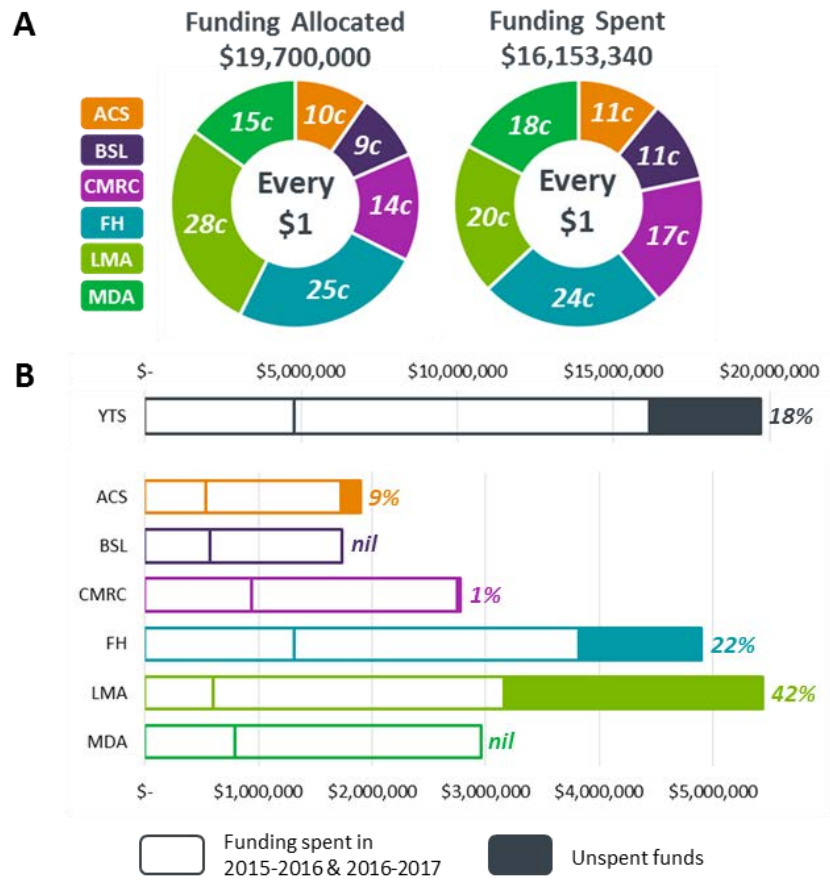 A
Funding Allocated
$19,700,000
Funding Spent
$16,153,340
ACS
BSL
CMRC
FH
LMA
MDA
15c
10c
9c
14c
25c
28c
Every
$1
18c
11c
11c
17c
24c
20c
Every
$1
B
$- $5,000,000 $10,000,000 $15,000,000 $20,000,000
YTS 18%
ACS 9%
BSL nil
CMRC 1%
FH 22%
LMA 42%
MDA nil
$- $1,000,000 $2,000,000 $3,000,000 $4,000,000 $5,000,000
Funding spent in
2015-2016 & 2016-2017
Unspent funds